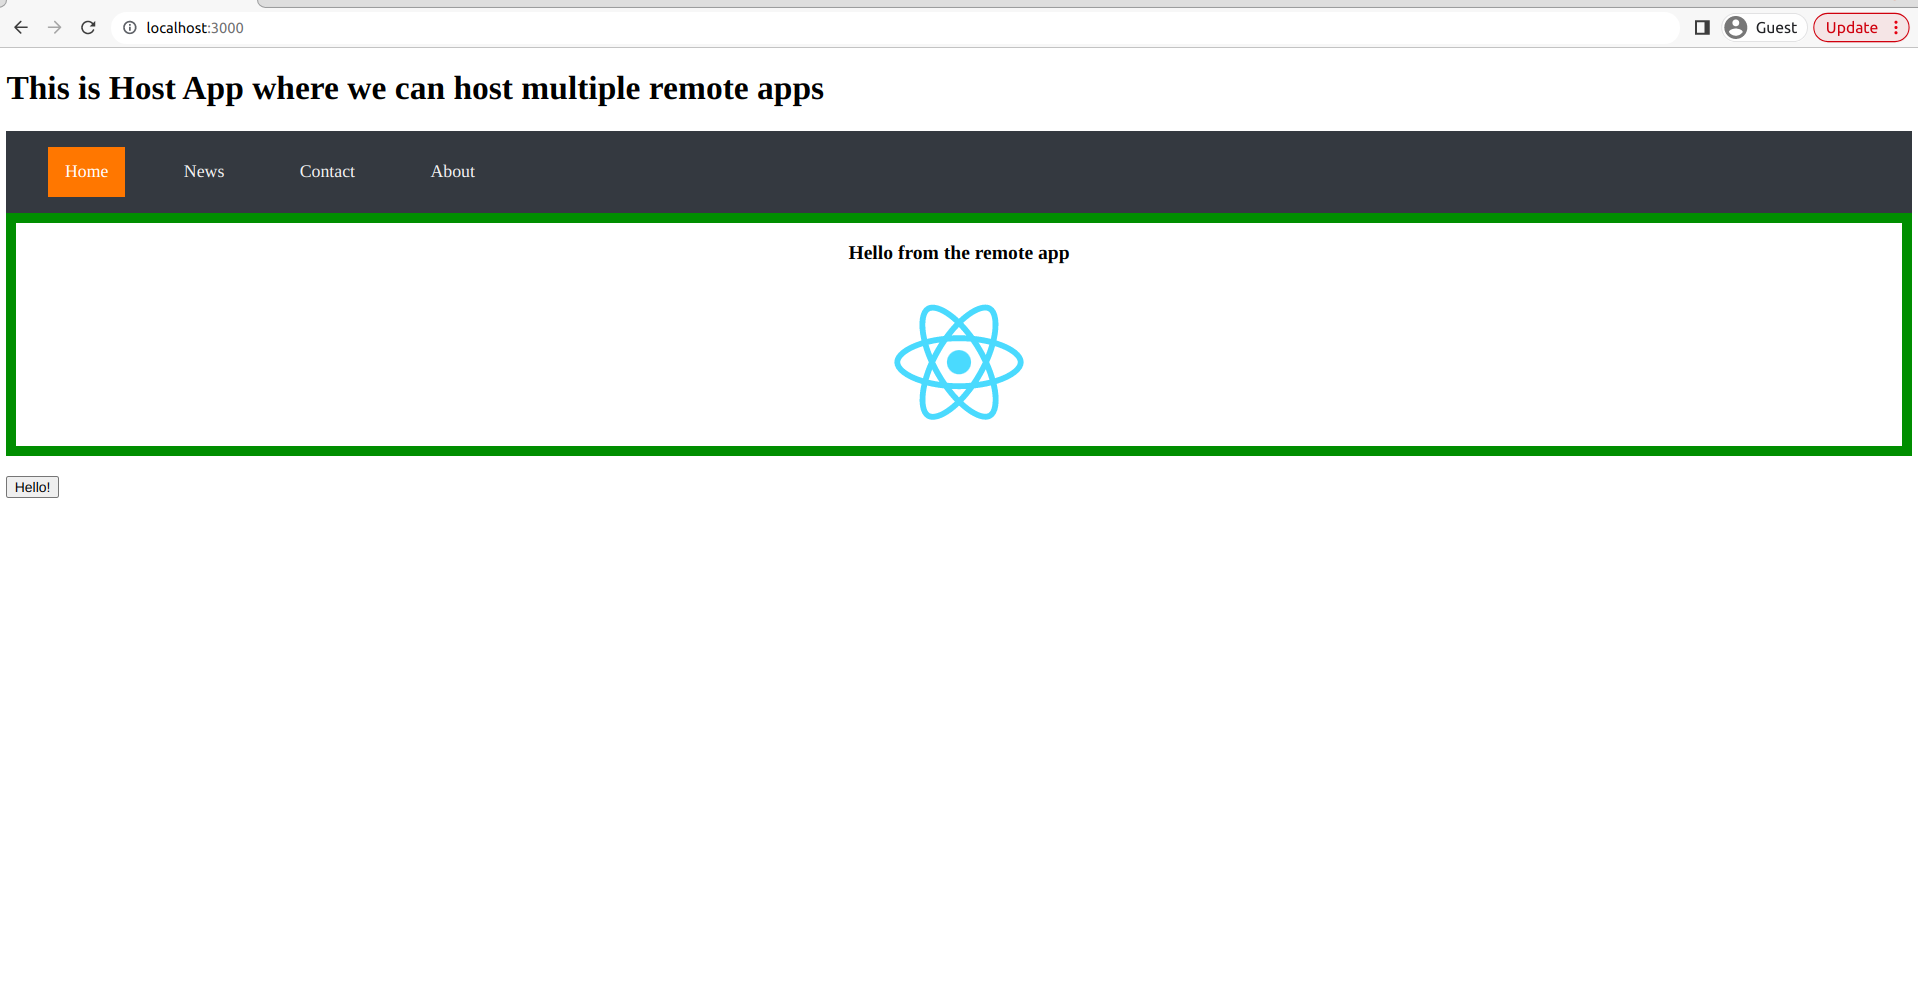 localhost:3000
Guest
Update
This is Host App where we can host multiple remote apps
Home News Contact About
Hello from the remote app
Hello!